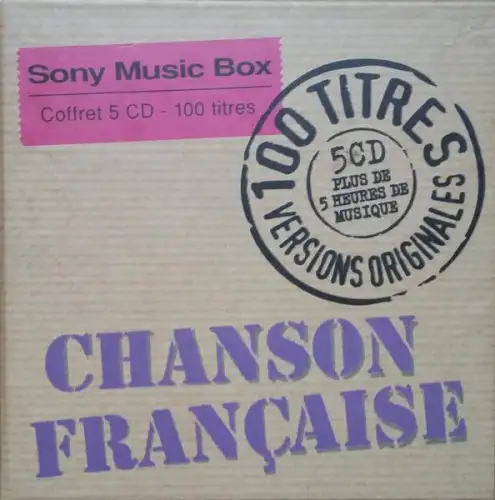 Sony Music Box
Coffret 5 CD - 100 titres
100 TITRES
5CD
PLUS DE
5 HEURES DE
MUSIQUE
VERSIONS ORIGINALES
CHANSON
FRANÇAISE